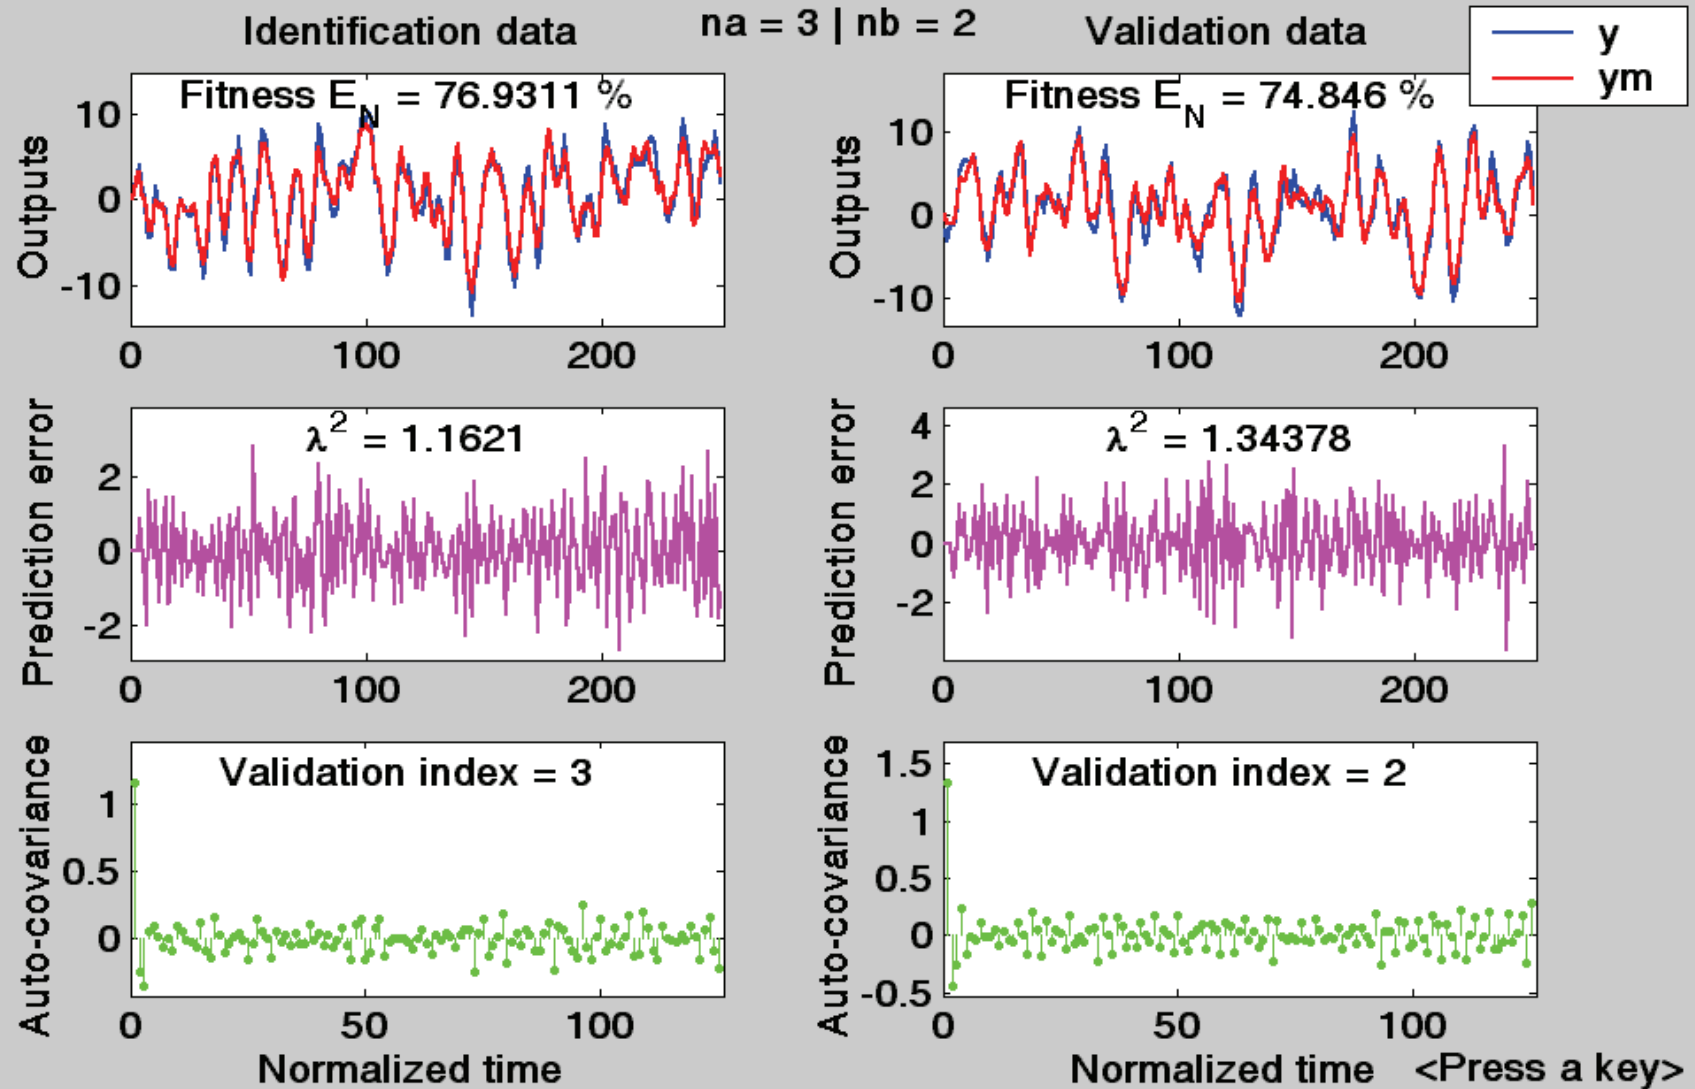 Identification data
na = 3 | nb = 2
Validation data
y
ym
Fitness E_N = 76.9311 %
Outputs
10
0
-10
0 100 200
Fitness E_N = 74.846 %
Outputs
10
0
-10
0 100 200
λ² = 1.1621
Prediction error
2
0
-2
0 100 200
λ² = 1.34378
Prediction error
4
2
0
-2
0 100 200
Validation index = 3
Auto-covariance
1
0.5
0
0 50 100
Normalized time
Validation index = 2
Auto-covariance
1.5
1
0.5
0
-0.5
0 50 100
Normalized time
<Press a key>